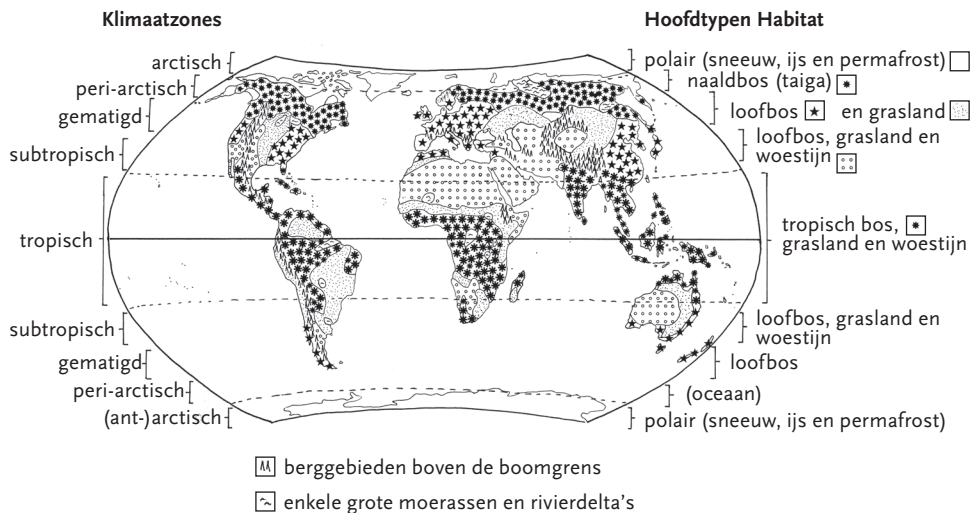 Klimaatzones
arctisch
peri-arctisch
gematigd
subtropisch
tropisch
subtropisch
gematigd
peri-arctisch
(ant-)arctisch
Hoofdtypen Habitat
polair (sneeuw, ijs en permafrost)
naaldbos (taiga)
loofbos en grasland
loofbos, grasland en
woestijn
tropisch bos,
grasland en woestijn
loofbos, grasland en
woestijn
loofbos
(oceaan)
polair (sneeuw, ijs en permafrost)
berggebieden boven de boomgrens
enkele grote moerassen en rivierdelta's